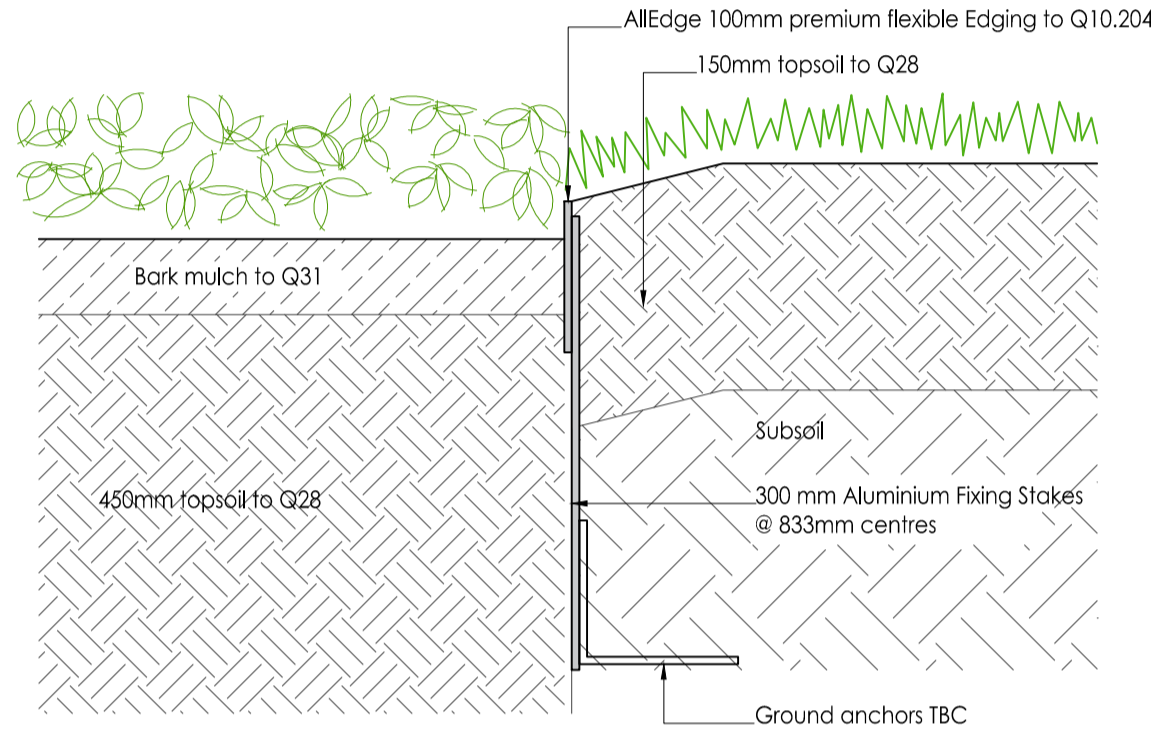 AllEdge 100mm premium flexible Edging to Q10.204
150mm topsoil to Q28
Bark mulch to Q31
Subsoil
450mm topsoil to Q28
300 mm Aluminium Fixing Stakes
@ 833mm centres
Ground anchors TBC